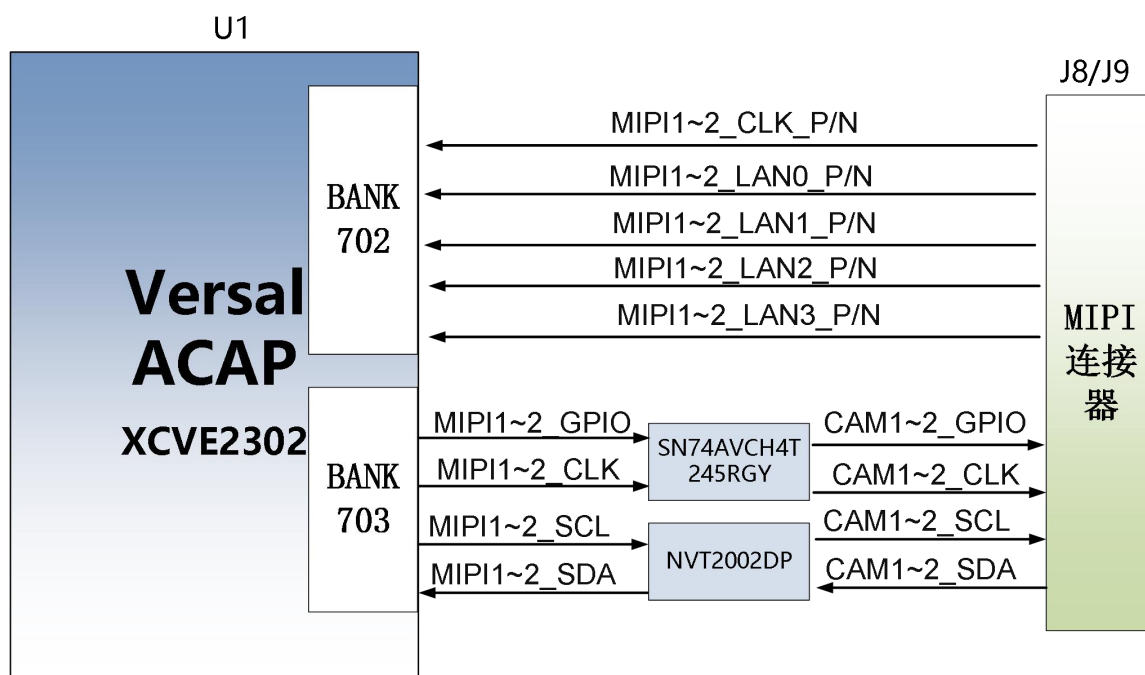 U1
J8/J9
MIPI1~2_CLK_P/N
MIPI1~2_LAN0_P/N
MIPI1~2_LAN1_P/N
MIPI1~2_LAN2_P/N
MIPI1~2_LAN3_P/N
BANK
702
Versal
ACAP
XCVE2302
BANK
703
MIPI
连接
器
MIPI1~2_GPIO
MIPI1~2_CLK
MIPI1~2_SCL
MIPI1~2_SDA
SN74AVCH4T
245RGY
NVT2002DP
CAM1~2_GPIO
CAM1~2_CLK
CAM1~2_SCL
CAM1~2_SDA